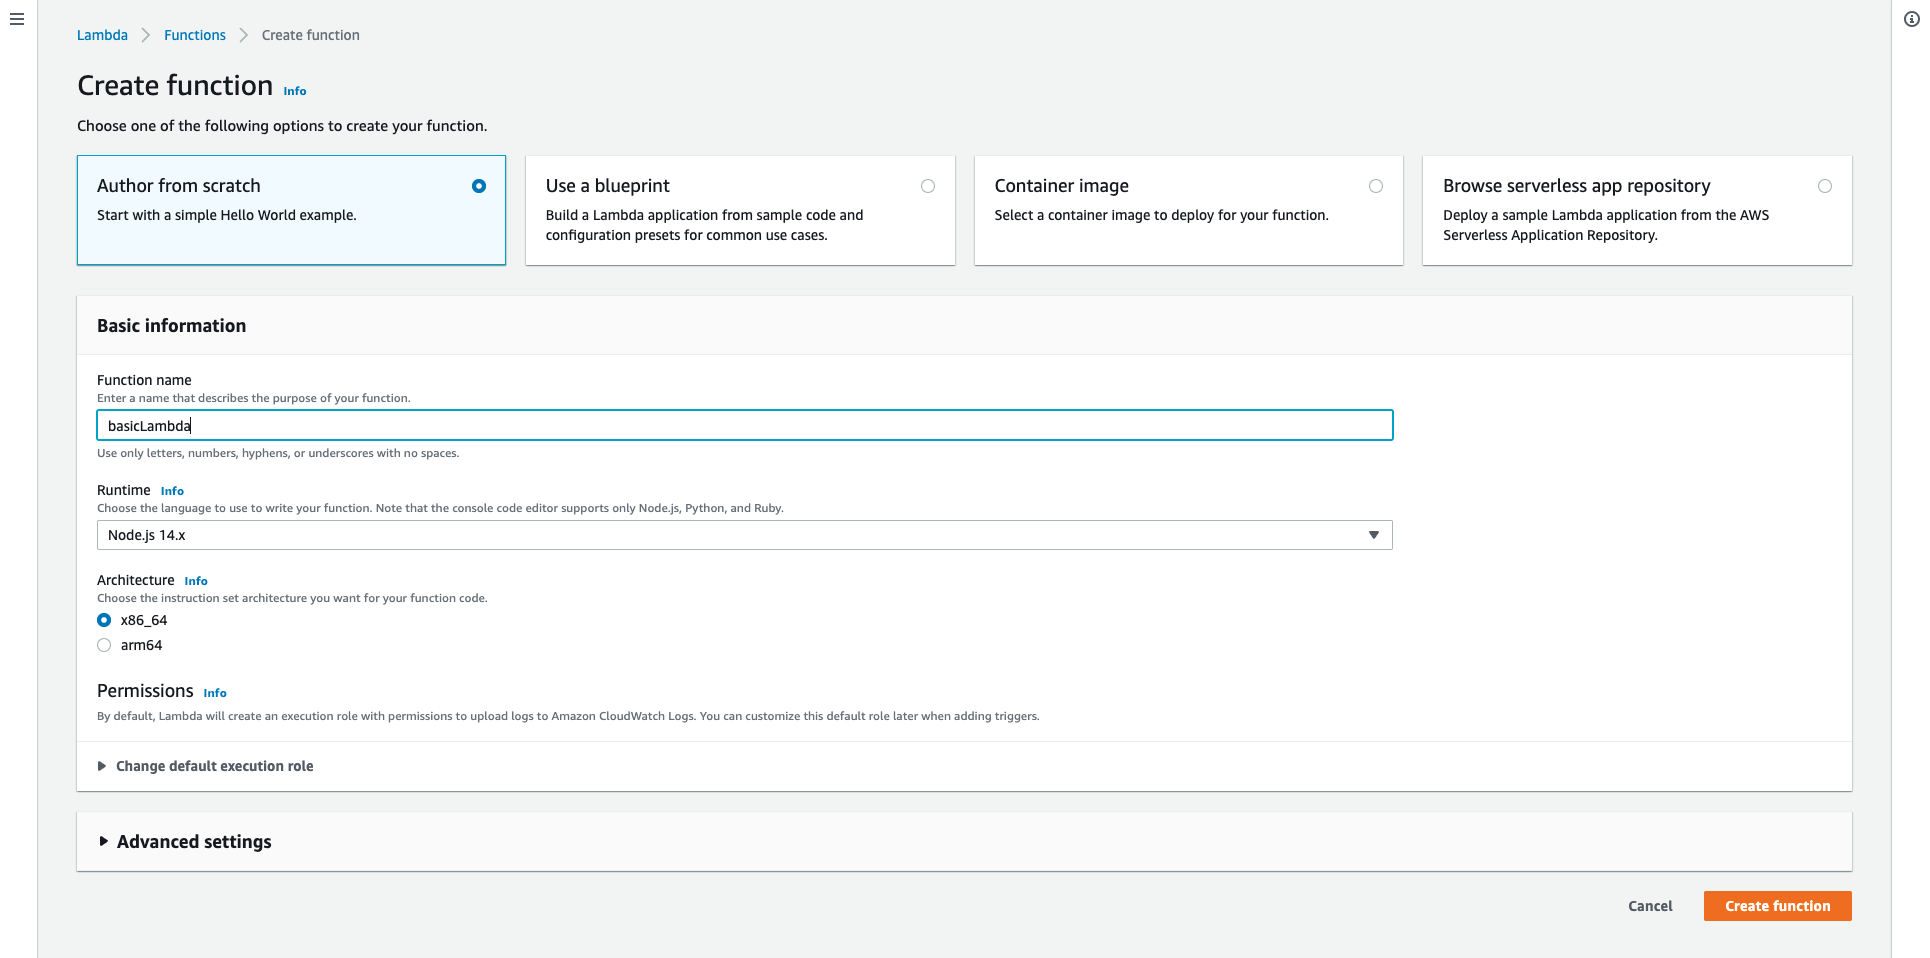 Lambda > Functions > Create function
Create function Info
Choose one of the following options to create your function.
Author from scratch
Start with a simple Hello World example.
Use a blueprint
Build a Lambda application from sample code and
configuration presets for common use cases.
Container image
Select a container image to deploy for your function.
Browse serverless app repository
Deploy a sample Lambda application from the AWS
Serverless Application Repository.
Basic information
Function name
Enter a name that describes the purpose of your function.
basicLambda
Use only letters, numbers, hyphens, or underscores with no spaces.
Runtime Info
Choose the language to use to write your function. Note that the console code editor supports only Node.js, Python, and Ruby.
Node.js 14.x
Architecture Info
Choose the instruction set architecture you want for your function code.
x86_64
arm64
Permissions Info
By default, Lambda will create an execution role with permissions to upload logs to Amazon CloudWatch Logs. You can customize this default role later when adding triggers.
Change default execution role
Advanced settings
Cancel
Create function